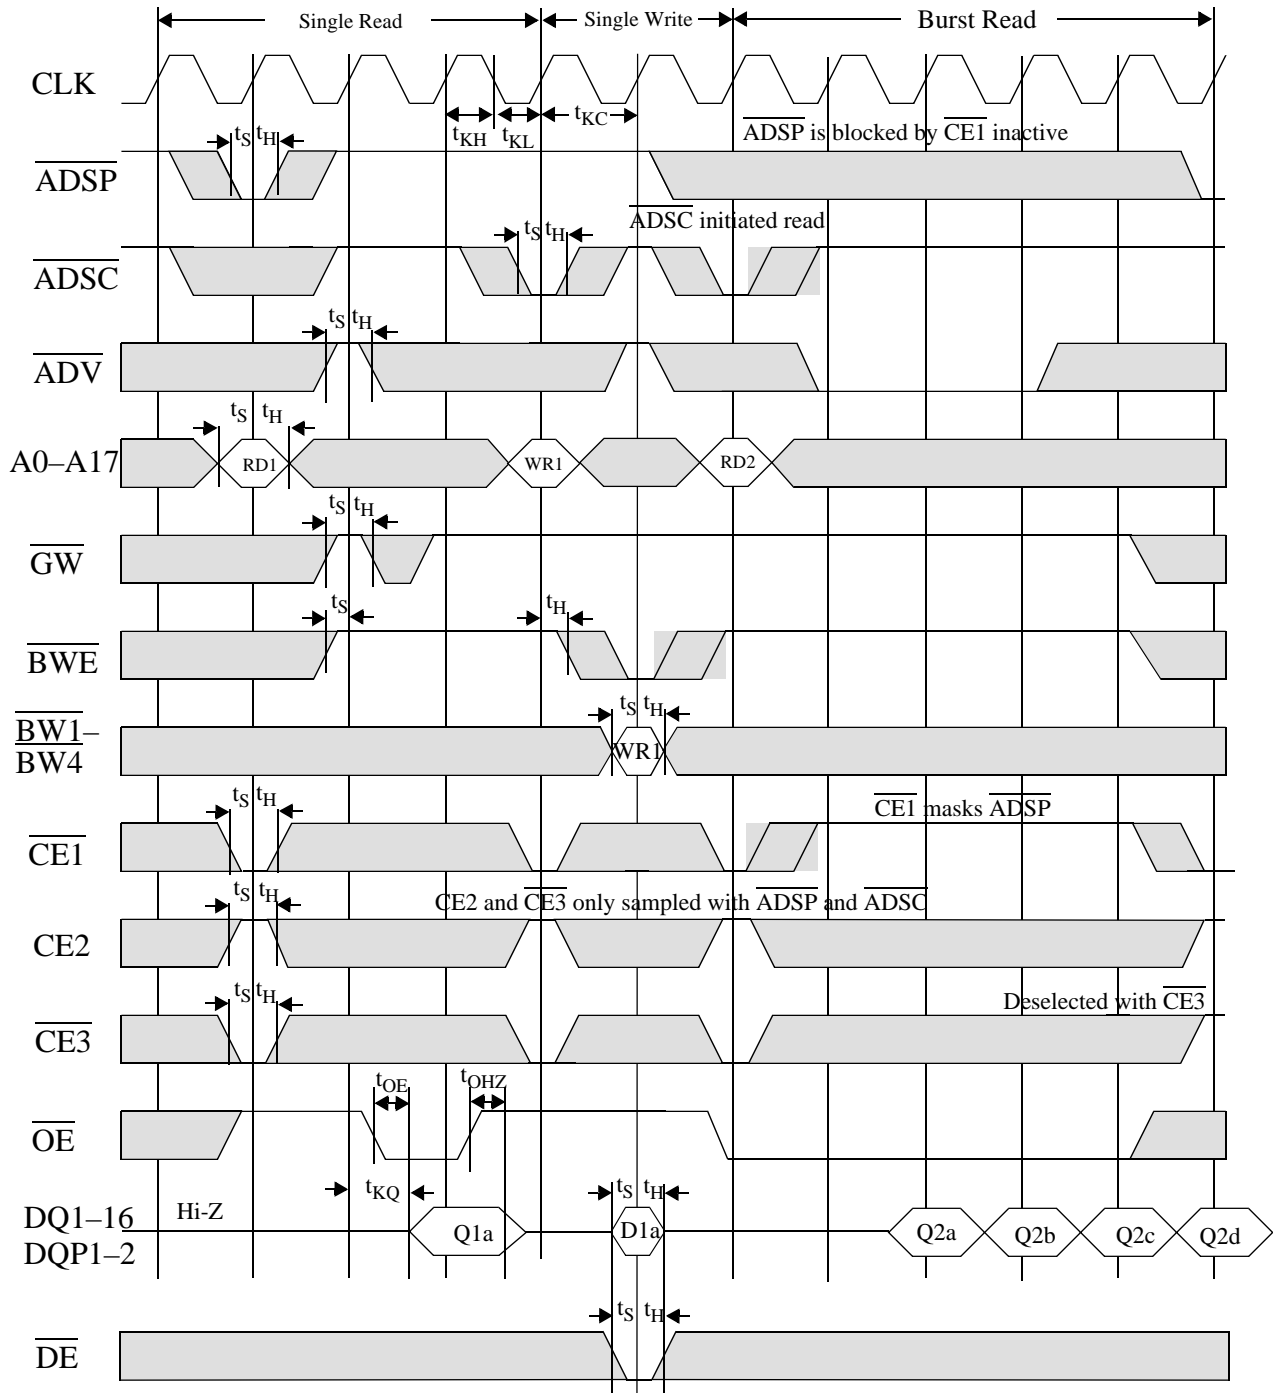 Single Read Single Write Burst Read
CLK
tKH tKL tKC
ADSP is blocked by CE1 inactive
tS tH
ADSP
ADSC initiated read
tS tH
ADSC
tS tH
ADV
tS tH
A0–A17 RD1 WR1 RD2
tS tH
GW
tS tH
BWE
tS tH
BW1–
BW4 WR1
CE1 masks ADSP
tS tH
CE1
CE2 and CE3 only sampled with ADSP and ADSC
tS tH
CE2
Deselected with CE3
tS tH
CE3
tOE tOHZ
OE
tKQ tS tH
Hi-Z
DQ1–16 Q1a D1a Q2a Q2b Q2c Q2d
DQP1–2
tS tH
DE